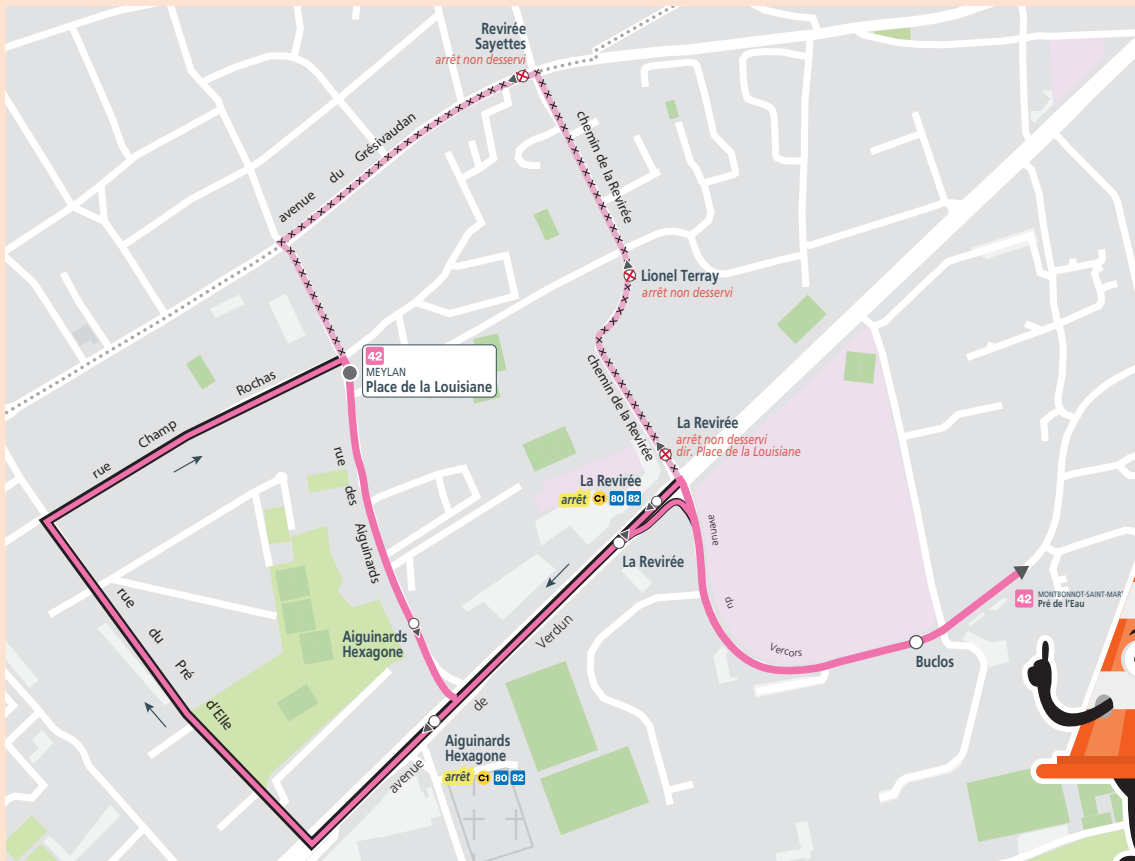 Revirée
Sayettes
arrêt non desservi
avenue du Grésivaudan
chemin de la Revirée
Lionel Terray
arrêt non desservi
42
MEYLAN
Place de la Louisiane
rue Champ Rochas
chemin de la Revirée
La Revirée
arrêt non desservi
dir. Place de la Louisiane
La Revirée
arrêt C1 80 82
rue des Aiguinards
La Revirée
avenue du Vercors
42
Pré de l'Eau
Buclos
Aiguinards
Hexagone
rue du Pré d'Elle
avenue de Verdun
Aiguinards
Hexagone
arrêt C1 80 82